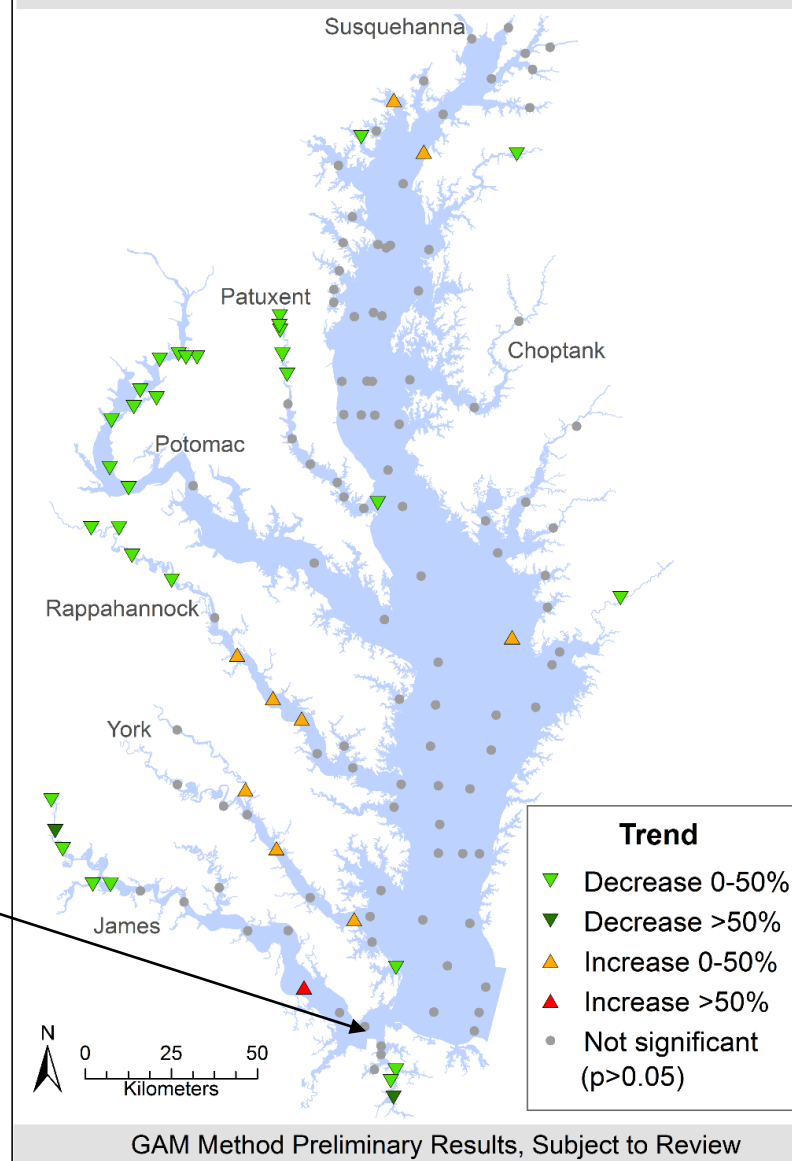 Susquehanna
Patuxent
Choptank
Potomac
Rappahannock
York
James
Trend
Decrease 0-50%
Decrease >50%
Increase 0-50%
Increase >50%
Not significant
(p>0.05)
N
0 25 50
Kilometers
GAM Method Preliminary Results, Subject to Review